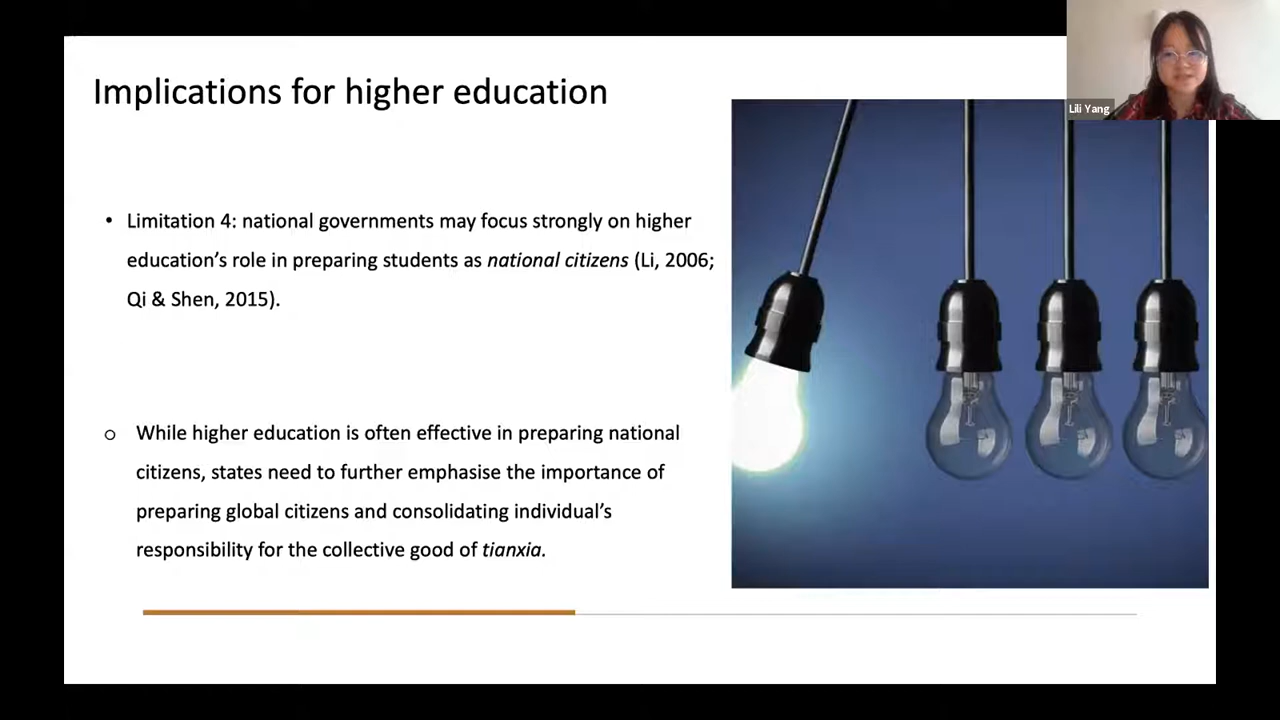 Implications for higher education
Lili Yang
• Limitation 4: national governments may focus strongly on higher
education’s role in preparing students as national citizens (Li, 2006;
Qi & Shen, 2015).
o While higher education is often effective in preparing national
citizens, states need to further emphasise the importance of
preparing global citizens and consolidating individual’s
responsibility for the collective good of tianxia.